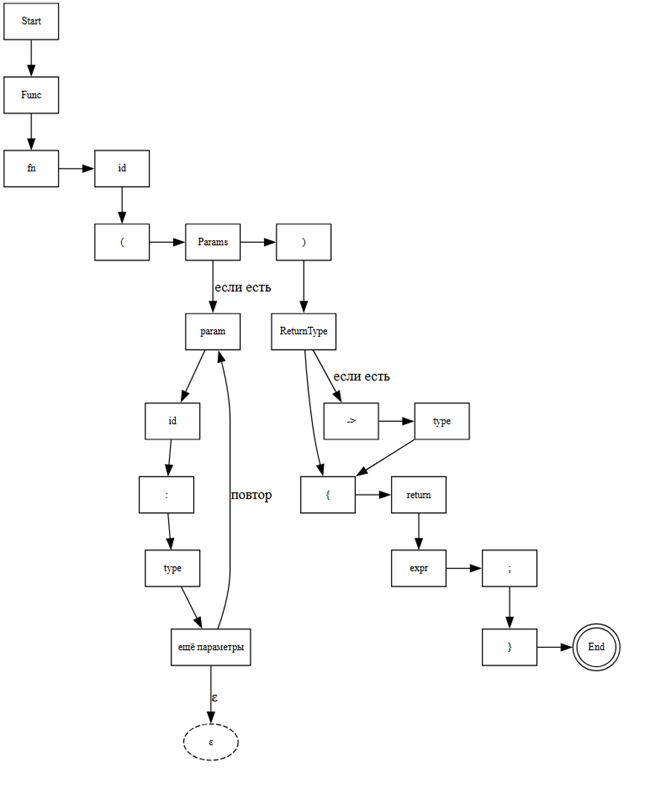 Start
Func
fn
id
(
Params
)
если есть
param
ReturnType
если есть
id
->
type
:
повтор
{
return
type
expr
;
ещё параметры
}
End
ε
ε